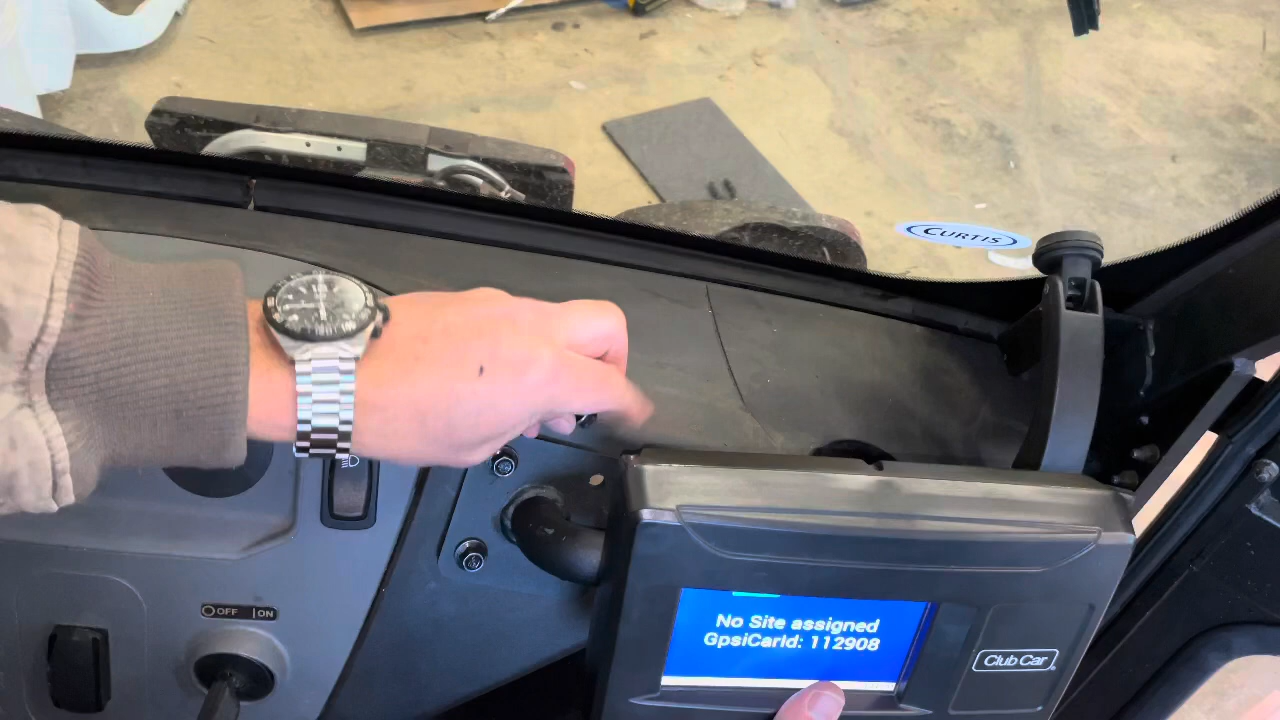 CURTIS
OFF ON
No Site assigned
GpsiCarId: 112908
Club Car